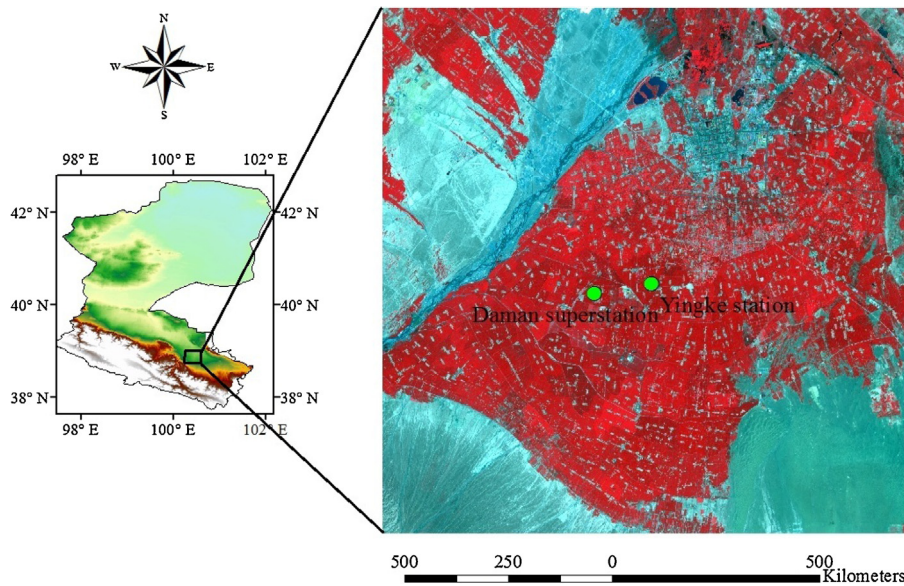 N
W E
S
98° E 100° E 102° E
42° N 42° N
40° N 40° N
38° N 38° N
98° E 100° E 102° E
Daman superstation
Yingke station
500 250 0 500
Kilometers